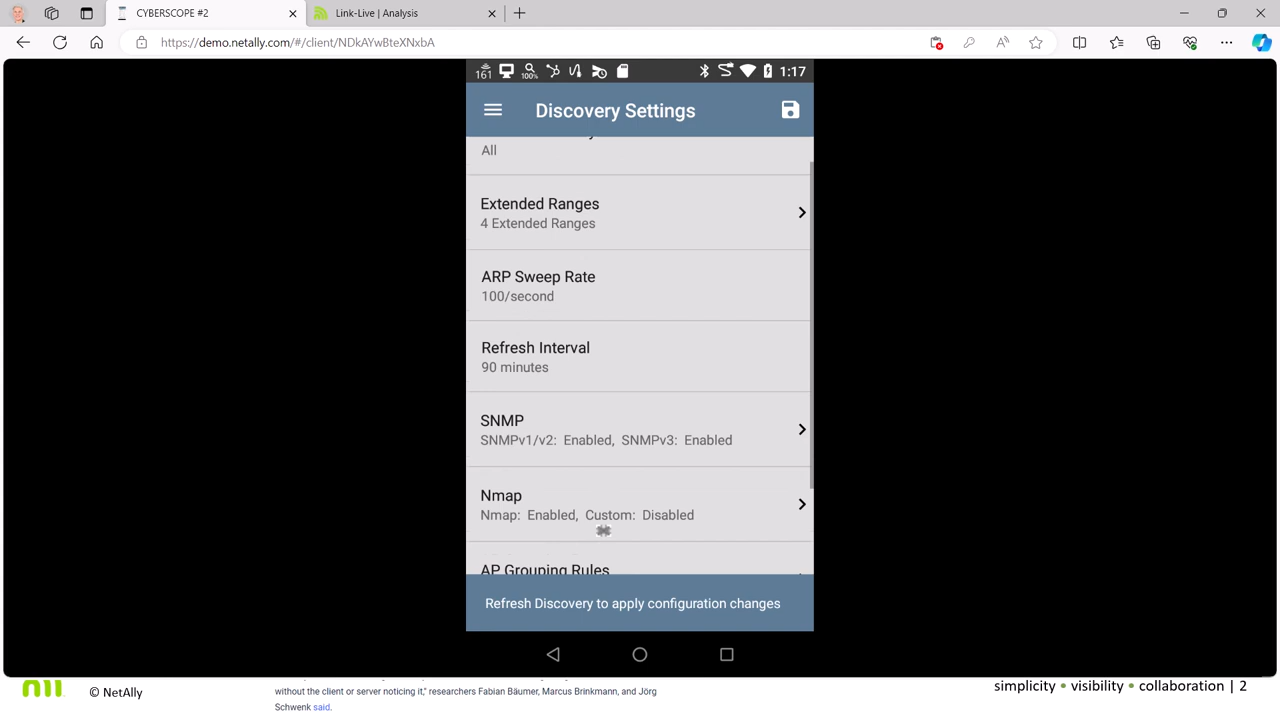 CYBERSCOPE #2
Link-Live | Analysis
https://demo.netally.com/#/client/NDkAYwBteXNxbA
161
100%
1:17
Discovery Settings
All
Extended Ranges
4 Extended Ranges
ARP Sweep Rate
100/second
Refresh Interval
90 minutes
SNMP
SNMPv1/v2: Enabled, SNMPv3: Enabled
Nmap
Nmap: Enabled, Custom: Disabled
AP Grouping Rules
Refresh Discovery to apply configuration changes
© NetAlly
without the client or server noticing it," researchers Fabian Bäumer, Marcus Brinkmann, and Jörg
Schwenk said.
simplicity • visibility • collaboration | 2